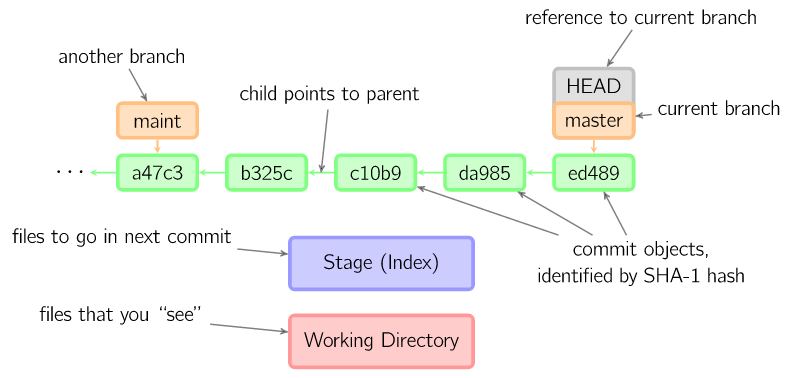 reference to current branch
another branch
HEAD
child points to parent
maint
master
current branch
···
a47c3
b325c
c10b9
da985
ed489
files to go in next commit
Stage (Index)
commit objects,
identified by SHA-1 hash
files that you “see”
Working Directory